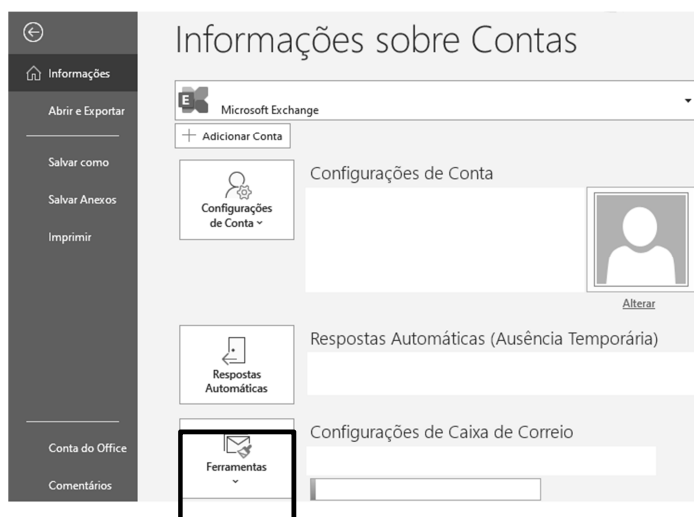 Informações sobre Contas
Informações
Abrir e Exportar
Salvar como
Salvar Anexos
Imprimir
Conta do Office
Comentários
E
Microsoft Exchange
+ Adicionar Conta
Configurações
de Conta
Configurações de Conta
Alterar
Respostas
Automáticas
Respostas Automáticas (Ausência Temporária)
Ferramentas
Configurações de Caixa de Correio